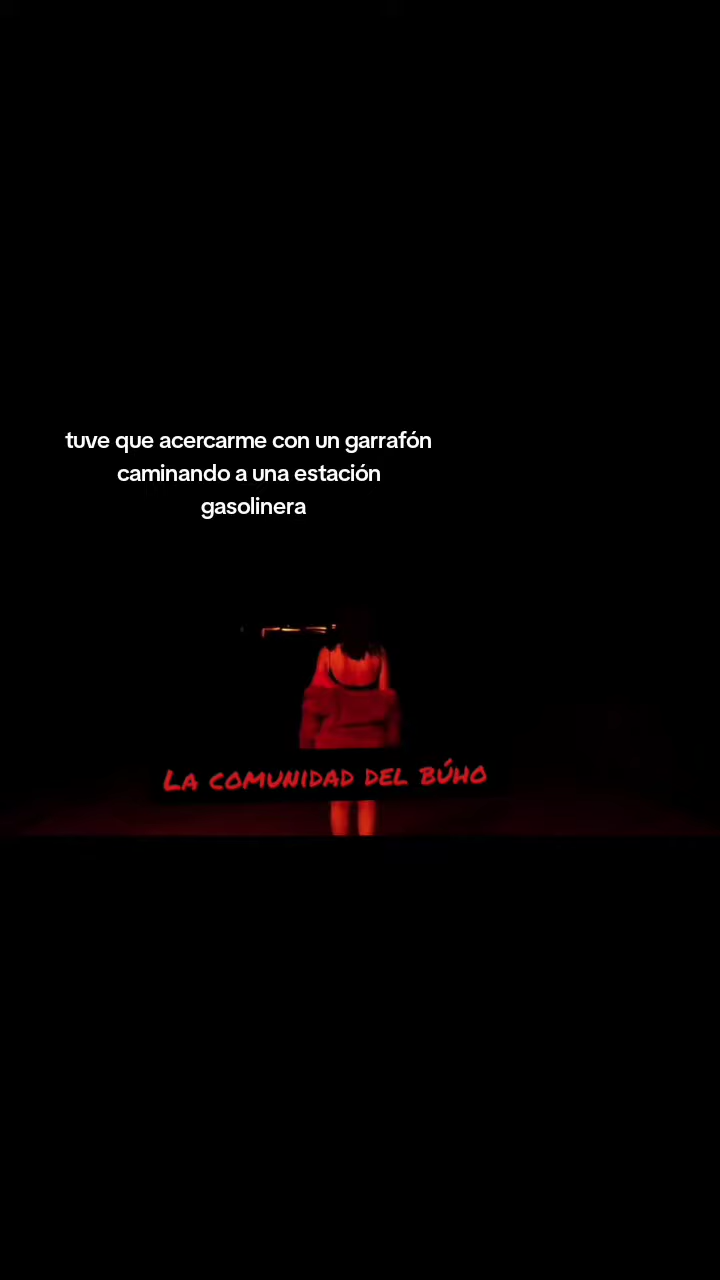 tuve que acercarme con un garrafón
caminando a una estación
gasolinera
La comunidad del búho